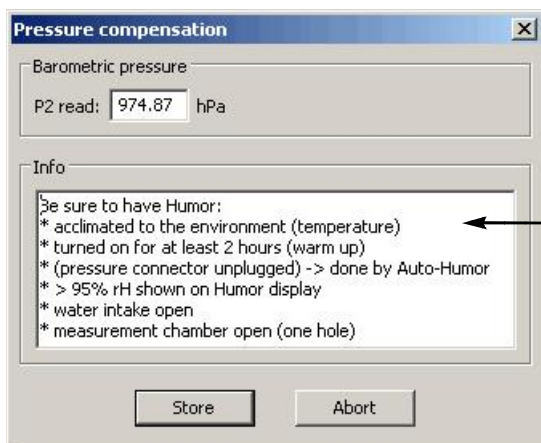 Pressure compensation
Barometric pressure
P2 read: 974.87 hPa
Info
Be sure to have Humor:
* acclimated to the environment (temperature)
* turned on for at least 2 hours (warm up)
* (pressure connector unplugged) -> done by Auto-Humor
* > 95% rH shown on Humor display
* water intake open
* measurement chamber open (one hole)
Store Abort